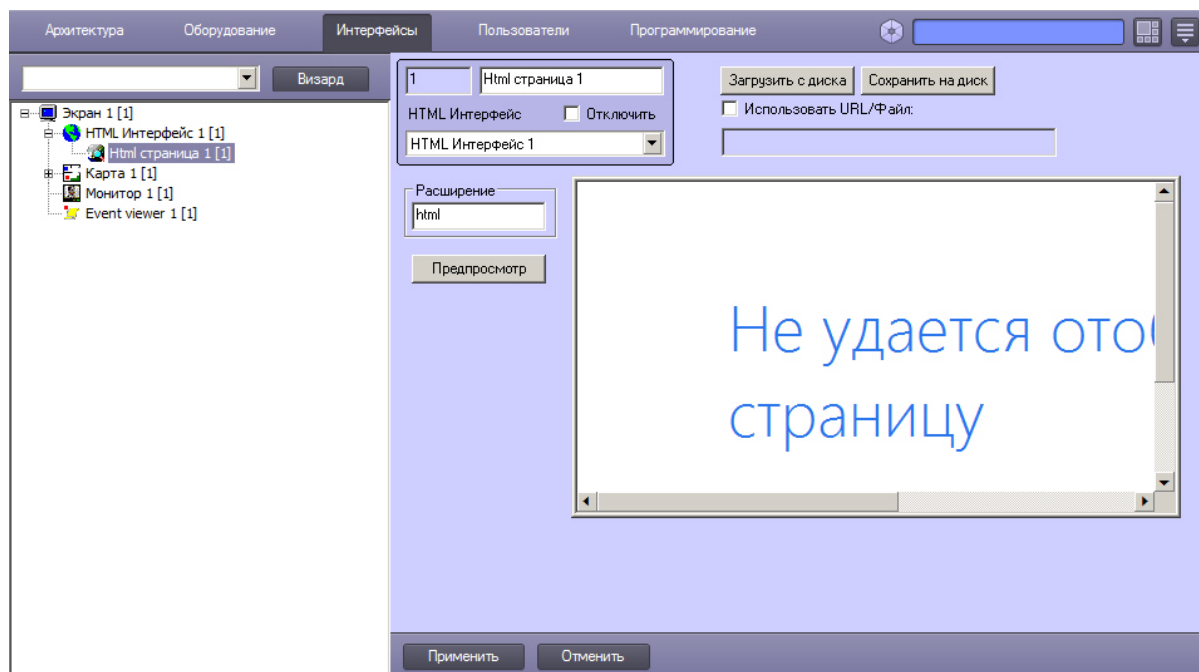 Архитектура Оборудование Интерфейсы Пользователи Программирование
Визард
Экран 1 [1]
HTML Интерфейс 1 [1]
Html страница 1 [1]
Карта 1 [1]
Монитор 1 [1]
Event viewer 1 [1]
1 Html страница 1
HTML Интерфейс Отключить
HTML Интерфейс 1
Загрузить с диска Сохранить на диск
Использовать URL/Файл:
Расширение
html
Предпросмотр
Не удается ото
страницу
Применить Отменить